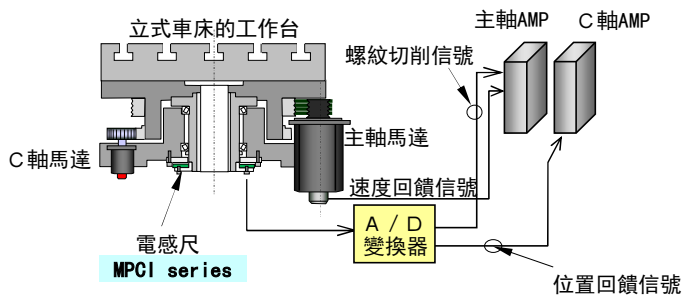 立式車床的工作台
主軸AMP
Ｃ軸AMP
螺紋切削信號
主軸馬達
Ｃ軸馬達
速度回饋信號
電感尺
MPCI series
Ａ／Ｄ
變換器
位置回饋信號